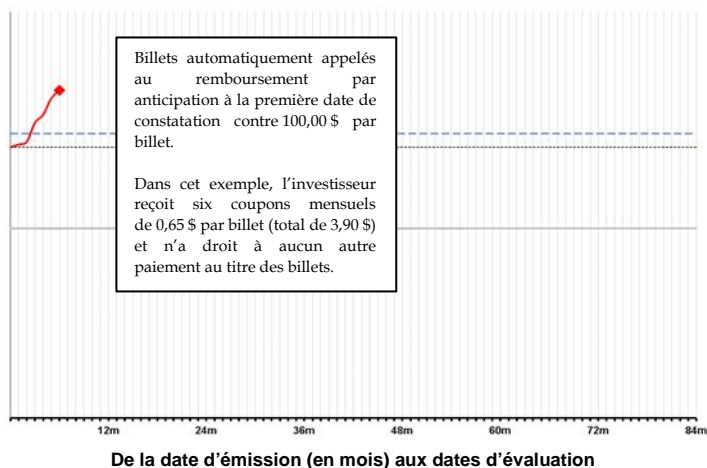 Billets automatiquement appelés
au remboursement par
anticipation à la première date de
constatation contre 100,00 $ par
billet.
Dans cet exemple, l'investisseur
reçoit six coupons mensuels
de 0,65 $ par billet (total de 3,90 $)
et n'a droit à aucun autre
paiement au titre des billets.
12m 24m 36m 48m 60m 72m 84m
De la date d'émission (en mois) aux dates d'évaluation